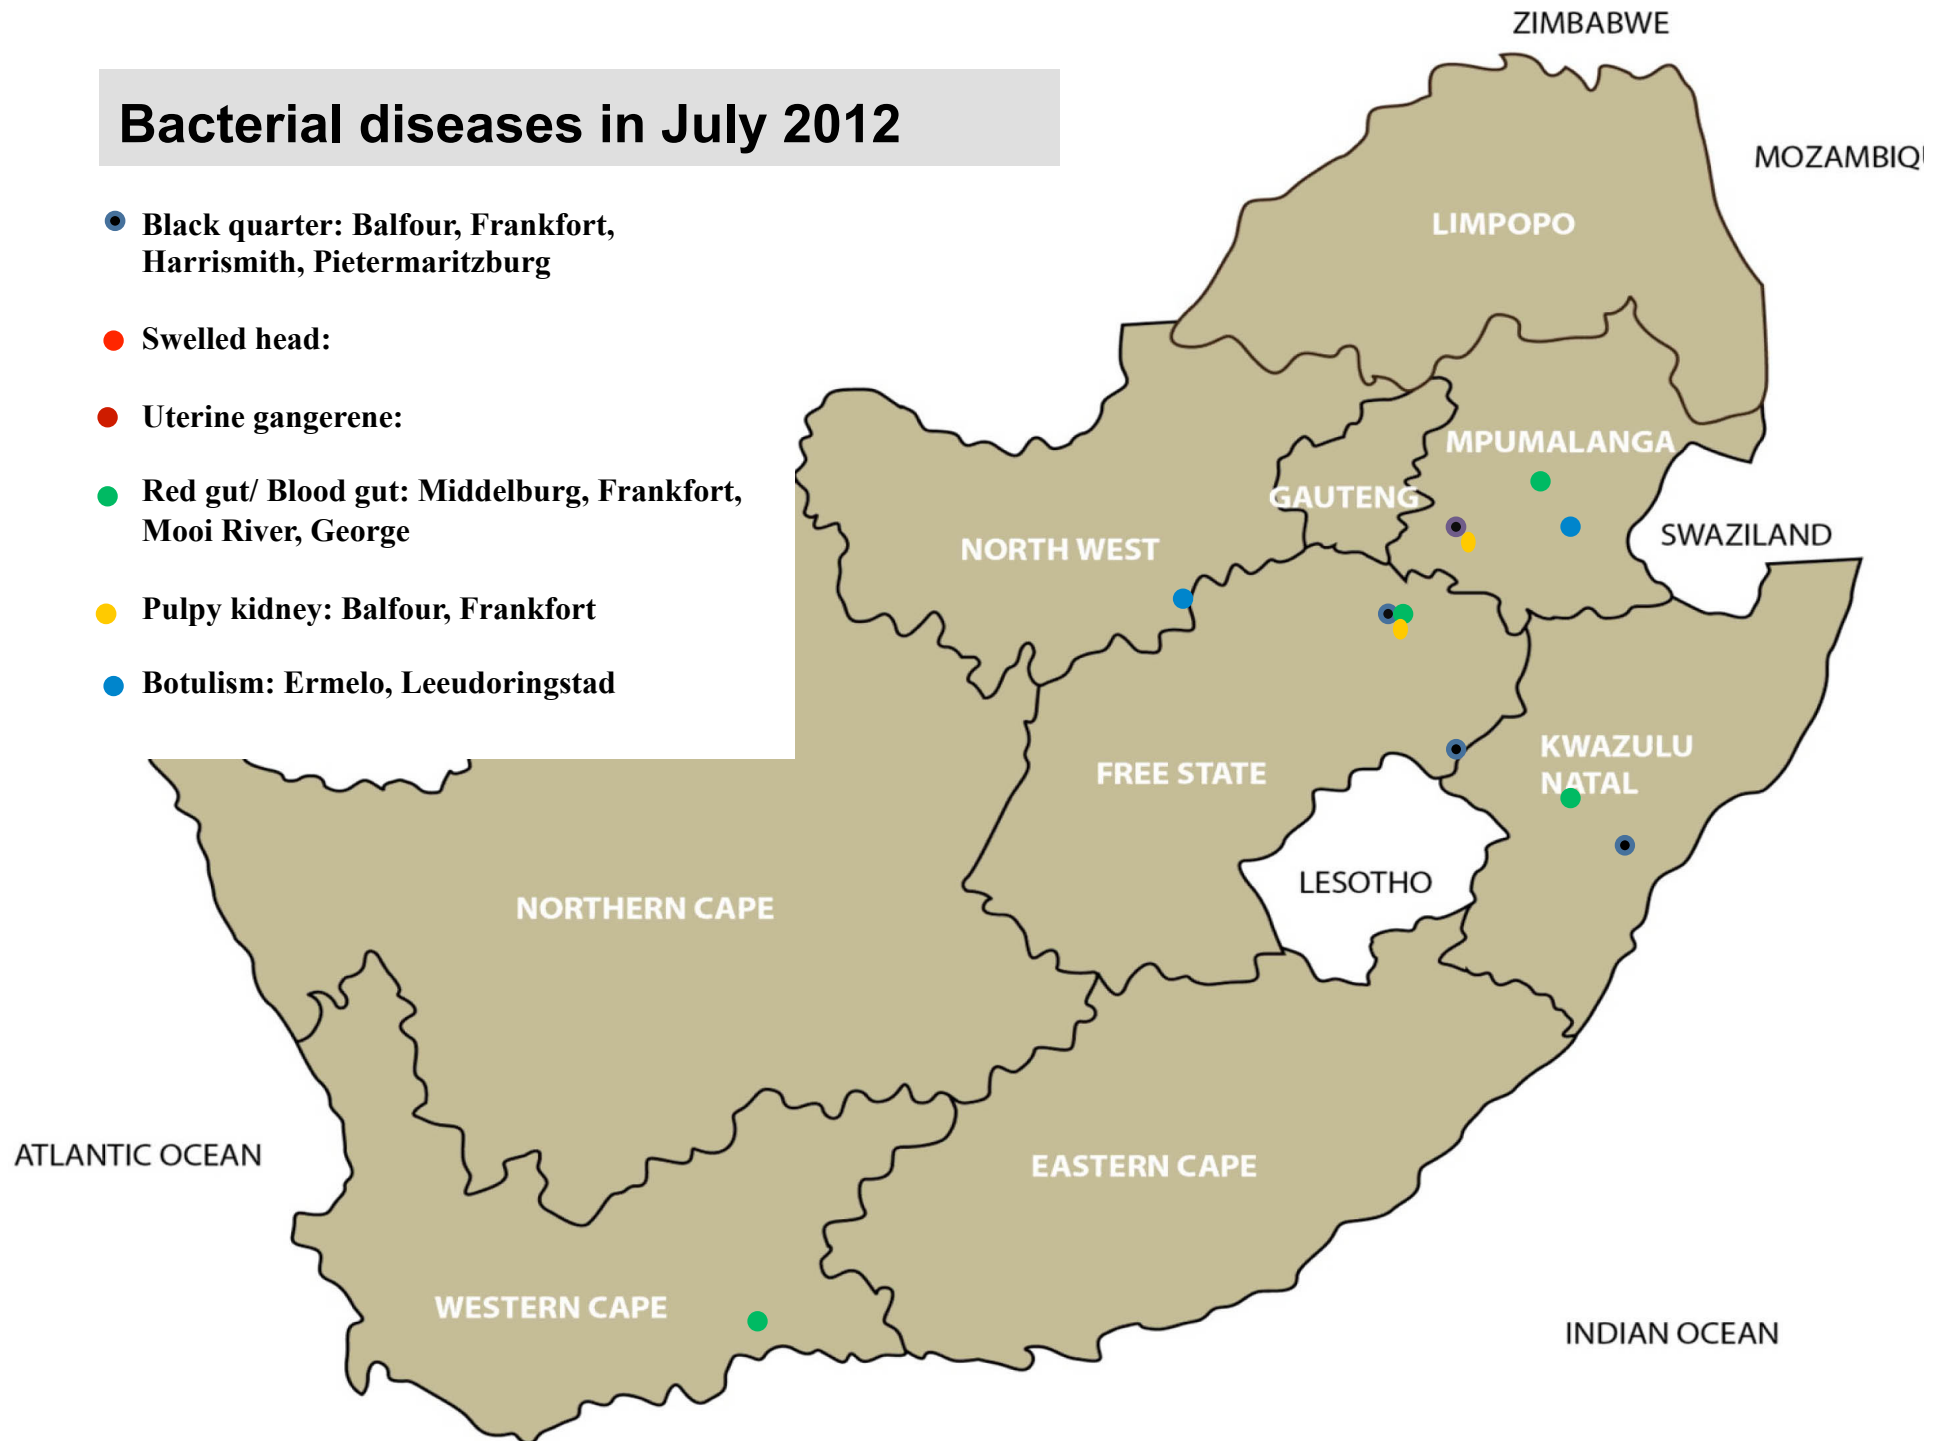 Bacterial diseases in July 2012
Black quarter: Balfour, Frankfort,
Harrismith, Pietermaritzburg
Swelled head:
Uterine gangerene:
Red gut/ Blood gut: Middelburg, Frankfort,
Mooi River, George
Pulpy kidney: Balfour, Frankfort
Botulism: Ermelo, Leeudoringstad
ZIMBABWE
MOZAMBIQ
LIMPOPO
MPUMALANGA
GAUTENG
SWAZILAND
NORTH WEST
KWAZULU
NATAL
FREE STATE
LESOTHO
NORTHERN CAPE
ATLANTIC OCEAN
EASTERN CAPE
WESTERN CAPE
INDIAN OCEAN